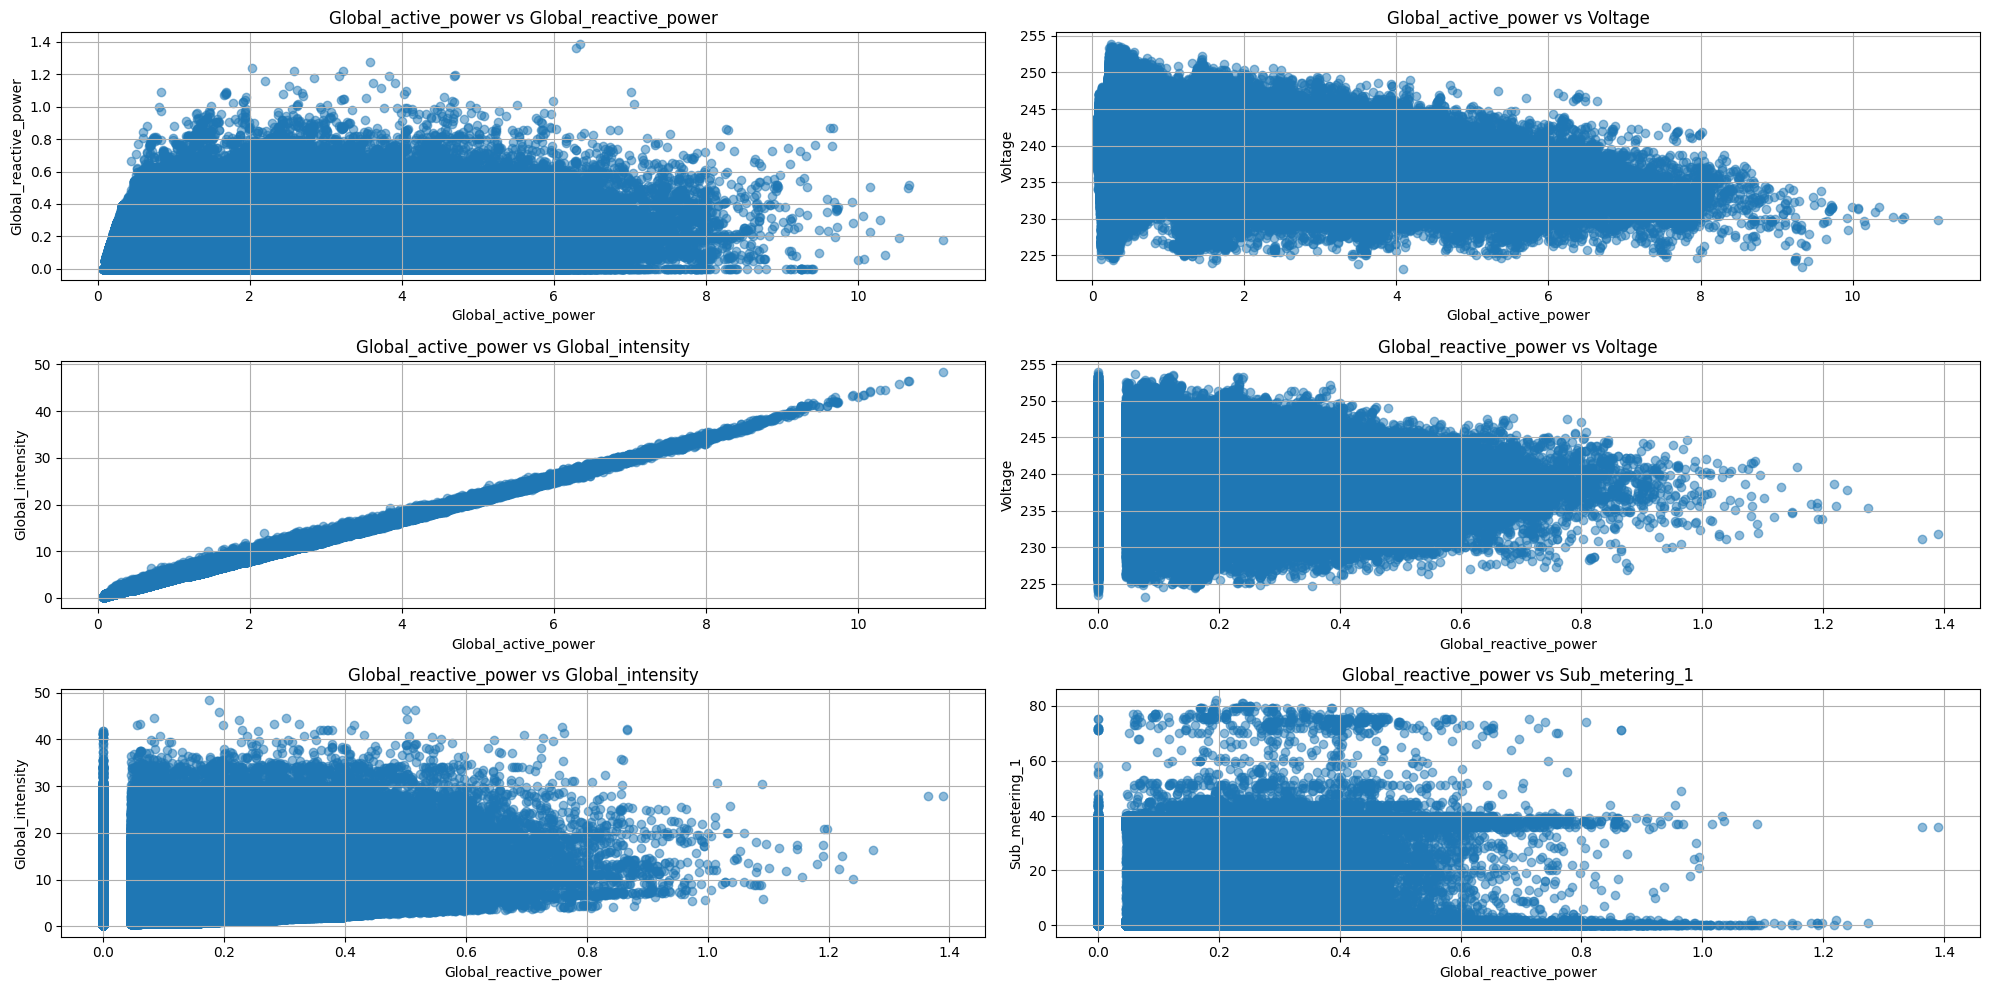 Global_active_power vs Global_reactive_power
1.4
1.2
1.0
0.8
0.6
0.4
0.2
0.0
Global_reactive_power
0 2 4 6 8 10
Global_active_power
Global_active_power vs Voltage
255
250
245
240
235
230
225
Voltage
0 2 4 6 8 10
Global_active_power
Global_active_power vs Global_intensity
50
40
30
20
10
0
Global_intensity
0 2 4 6 8 10
Global_active_power
Global_reactive_power vs Voltage
255
250
245
240
235
230
225
Voltage
0.0 0.2 0.4 0.6 0.8 1.0 1.2 1.4
Global_reactive_power
Global_reactive_power vs Global_intensity
50
40
30
20
10
0
Global_intensity
0.0 0.2 0.4 0.6 0.8 1.0 1.2 1.4
Global_reactive_power
Global_reactive_power vs Sub_metering_1
80
60
40
20
0
Sub_metering_1
0.0 0.2 0.4 0.6 0.8 1.0 1.2 1.4
Global_reactive_power